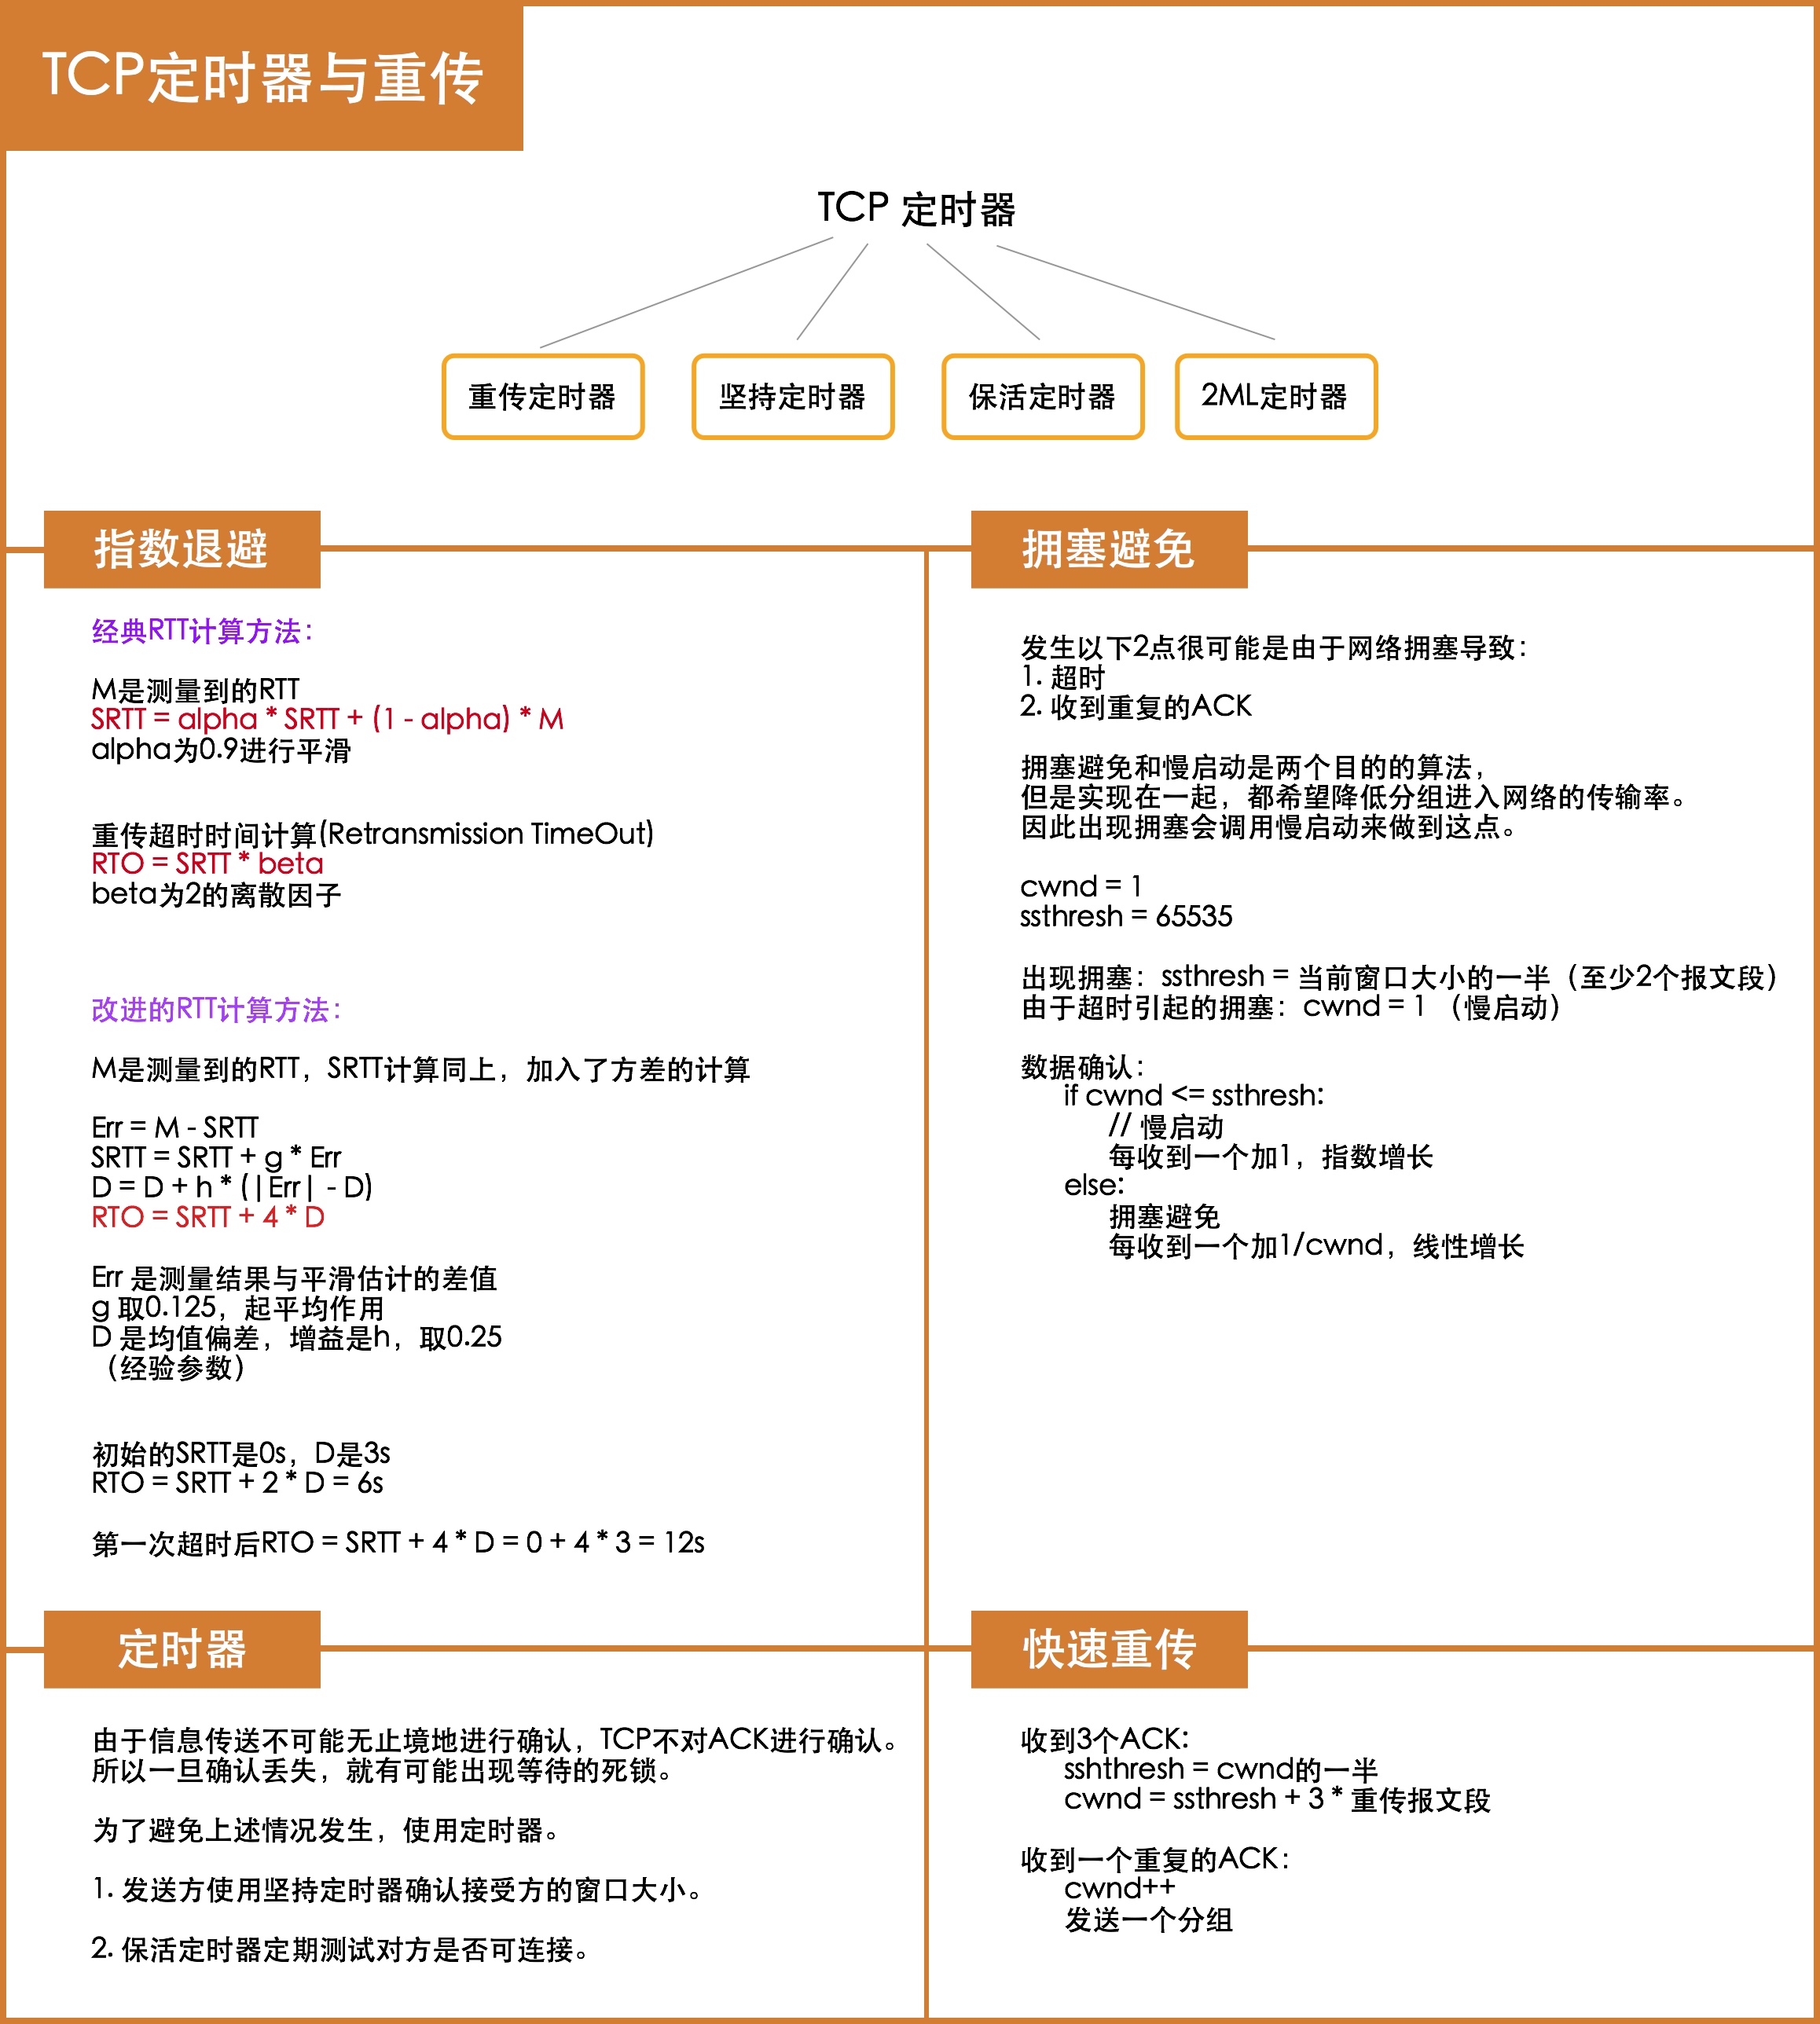 TCP定时器与重传
TCP 定时器
重传定时器
坚持定时器
保活定时器
2ML定时器
指数退避
经典RTT计算方法：
M是测量到的RTT
SRTT = alpha * SRTT + (1 - alpha) * M
alpha为0.9进行平滑
重传超时时间计算(Retransmission TimeOut)
RTO = SRTT * beta
beta为2的离散因子
改进的RTT计算方法：
M是测量到的RTT，SRTT计算同上，加入了方差的计算
Err = M - SRTT
SRTT = SRTT + g * Err
D = D + h * (|Err| - D)
RTO = SRTT + 4 * D
Err 是测量结果与平滑估计的差值
g 取0.125，起平均作用
D 是均值偏差，增益是h，取0.25
（经验参数）
初始的SRTT是0s，D是3s
RTO = SRTT + 2 * D = 6s
第一次超时后RTO = SRTT + 4 * D = 0 + 4 * 3 = 12s
拥塞避免
发生以下2点很可能是由于网络拥塞导致：
1. 超时
2. 收到重复的ACK
拥塞避免和慢启动是两个目的的算法，
但是实现在一起，都希望降低分组进入网络的传输率。
因此出现拥塞会调用慢启动来做到这点。
cwnd = 1
ssthresh = 65535
出现拥塞：ssthresh = 当前窗口大小的一半（至少2个报文段）
由于超时引起的拥塞：cwnd = 1 （慢启动）
数据确认：
if cwnd <= ssthresh:
// 慢启动
每收到一个加1，指数增长
else:
拥塞避免
每收到一个加1/cwnd，线性增长
定时器
由于信息传送不可能无止境地进行确认，TCP不对ACK进行确认。
所以一旦确认丢失，就有可能出现等待的死锁。
为了避免上述情况发生，使用定时器。
1. 发送方使用坚持定时器确认接受方的窗口大小。
2. 保活定时器定期测试对方是否可连接。
快速重传
收到3个ACK:
sshthresh = cwnd的一半
cwnd = ssthresh + 3 * 重传报文段
收到一个重复的ACK：
cwnd++
发送一个分组